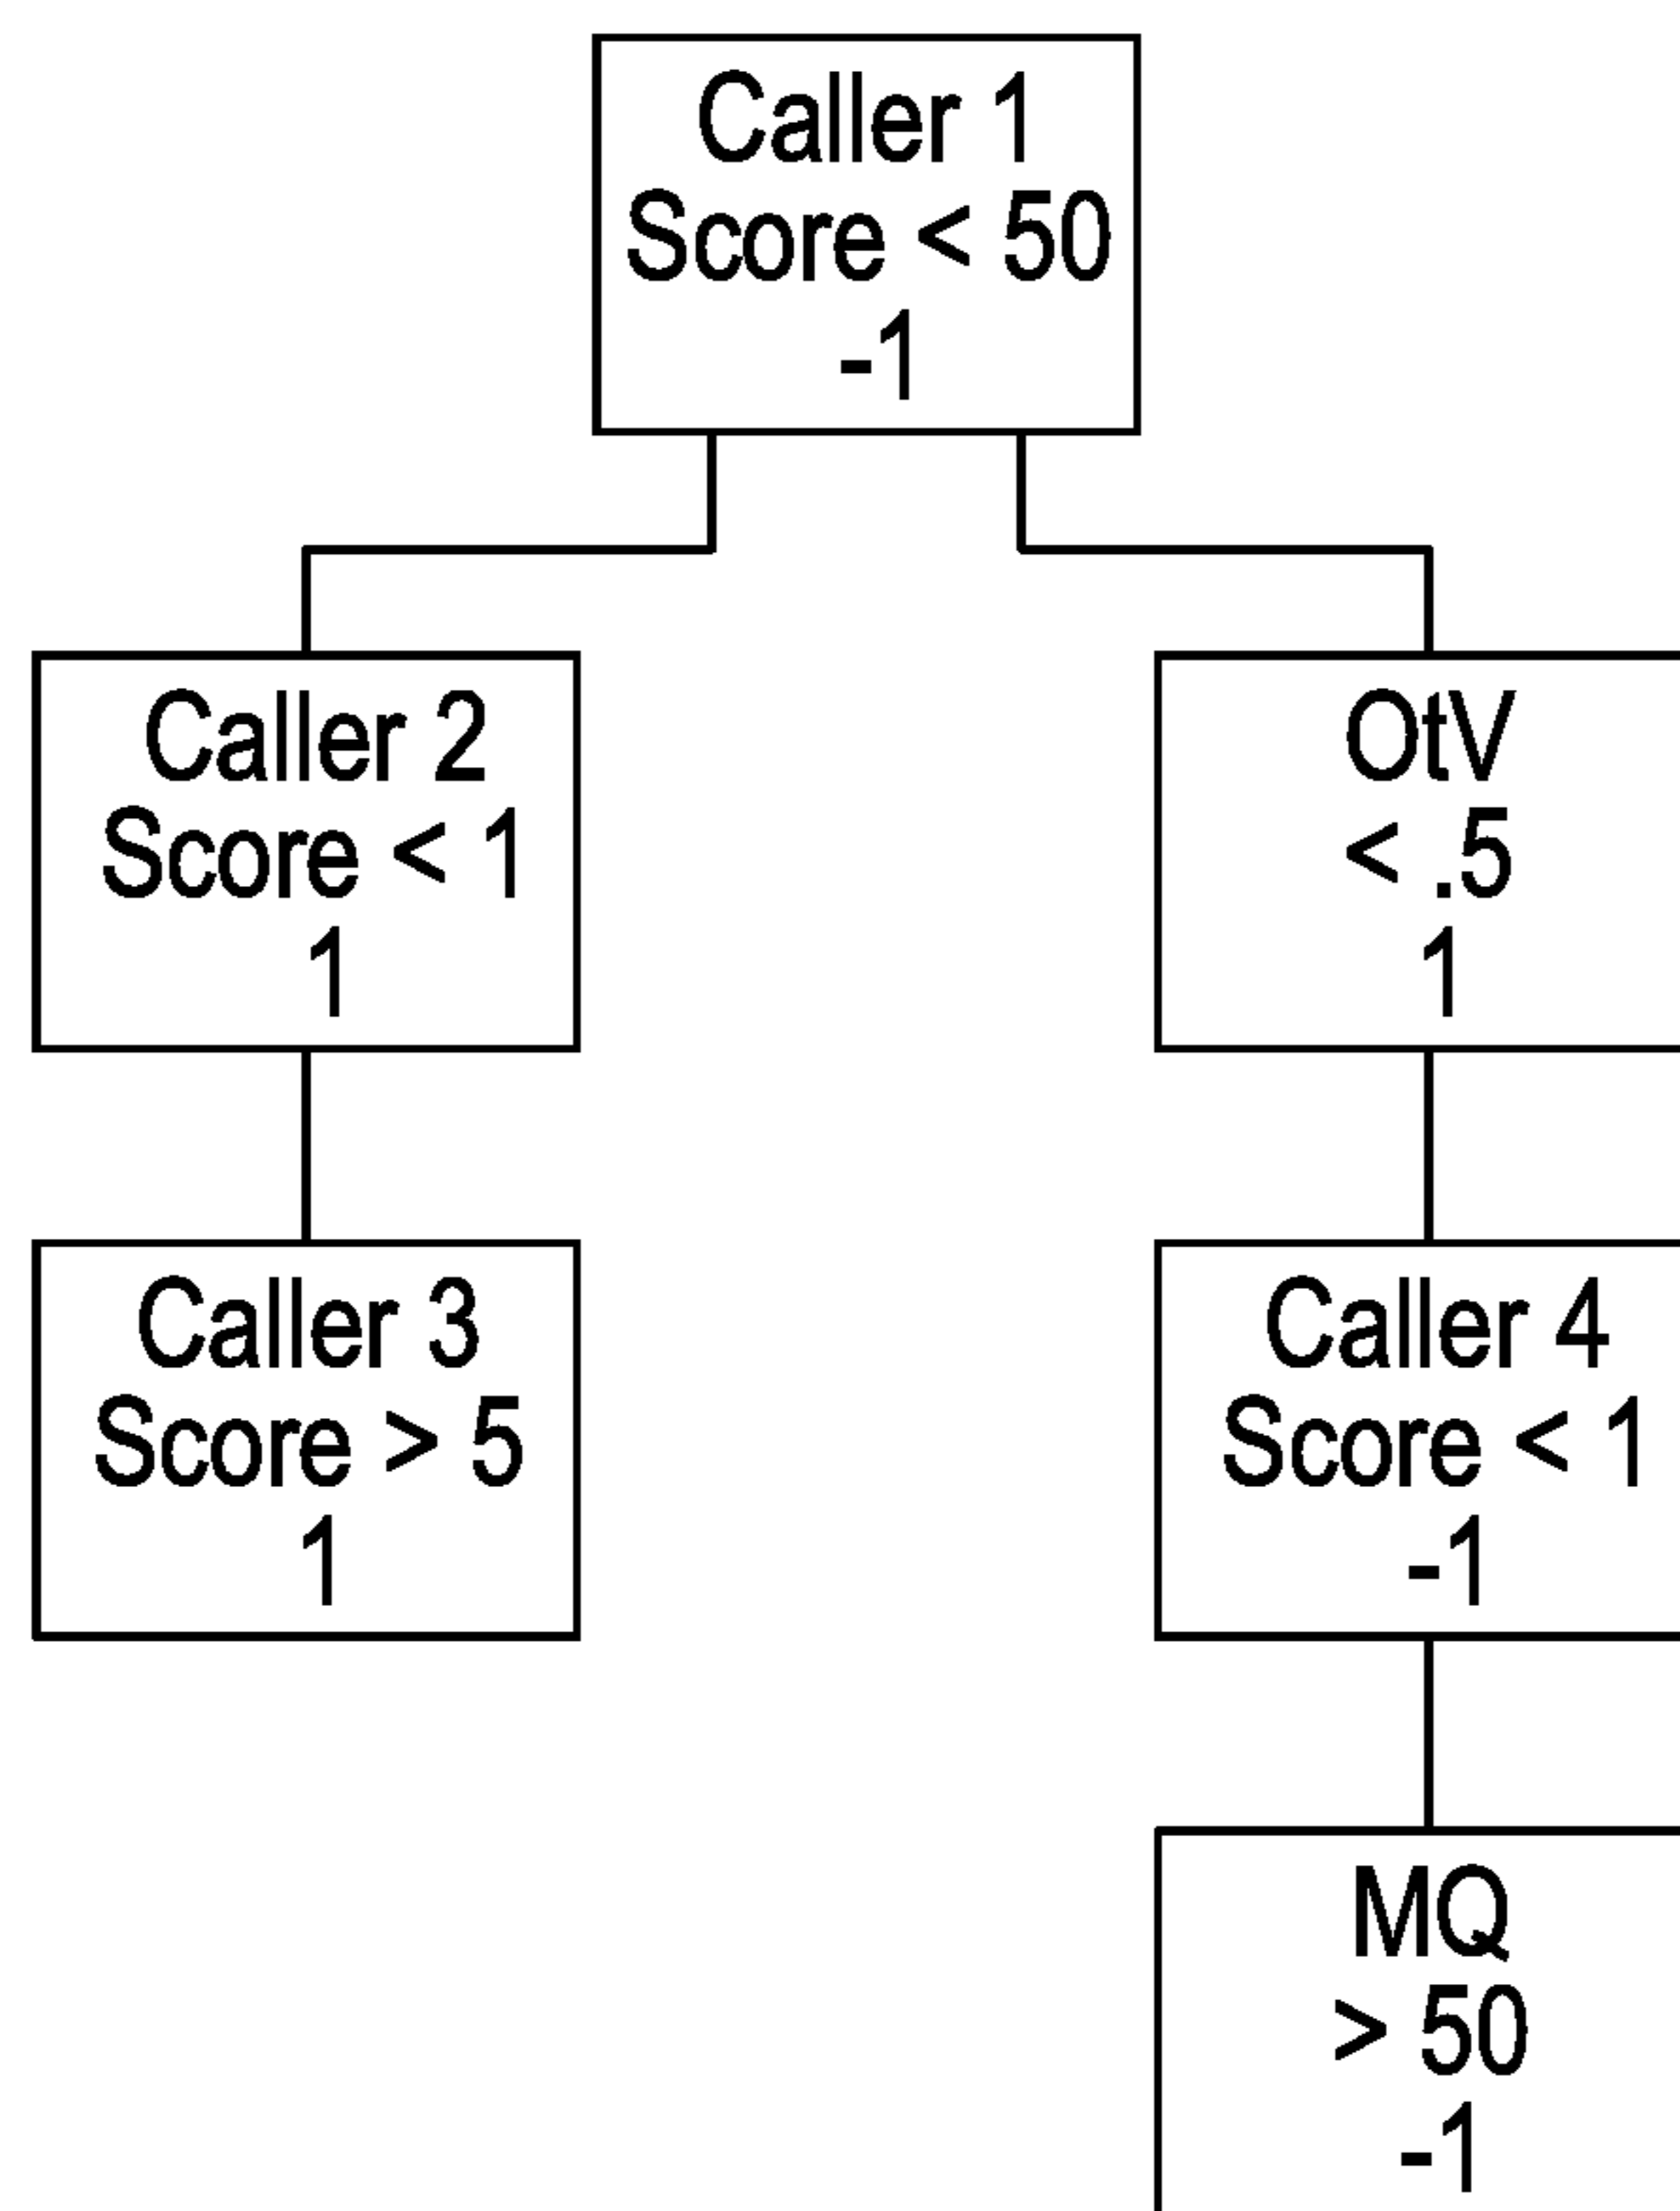 Caller 1
Score < 50
-1
Caller 2
Score < 1
1
OtV
< .5
1
Caller 3
Score > 5
1
Caller 4
Score < 1
-1
MQ
> 50
-1